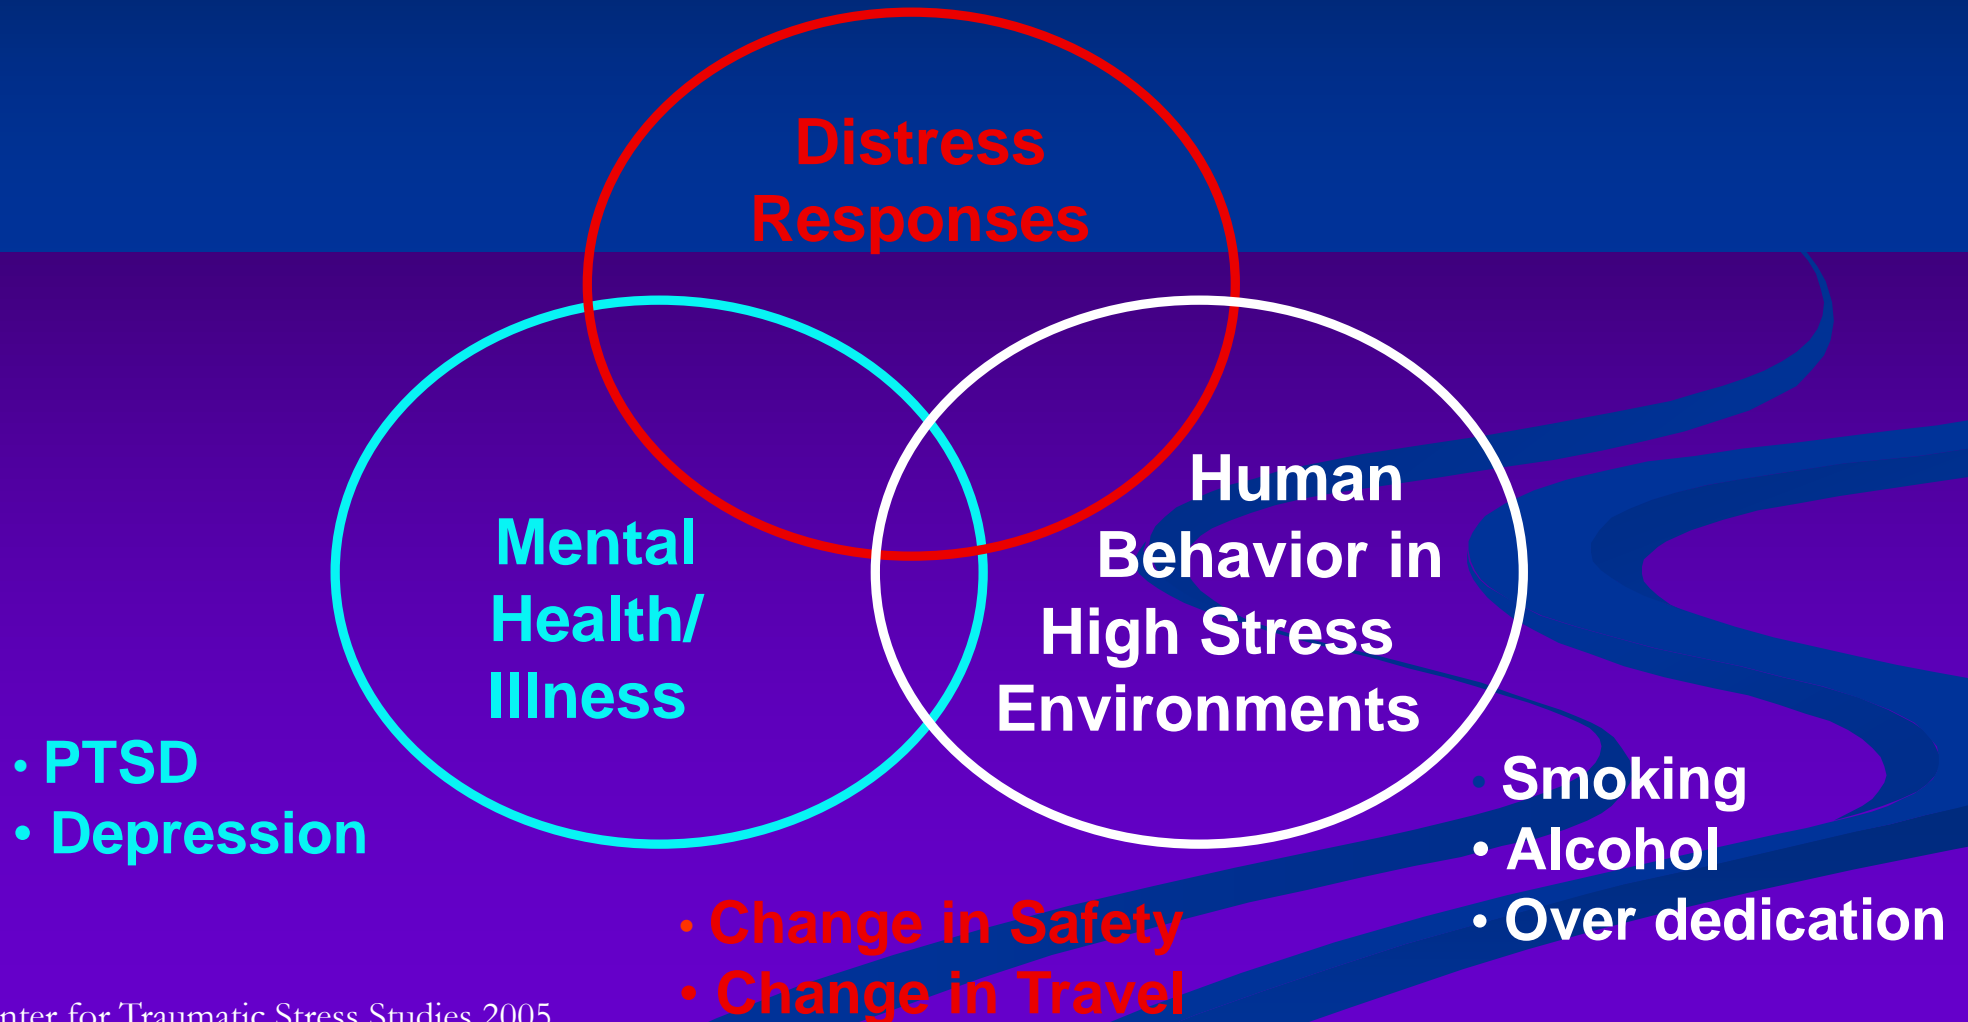 Distress
Responses
Mental
Health/
Illness
Human
Behavior in
High Stress
Environments
• PTSD
• Depression
• Smoking
• Alcohol
• Over dedication
• Change in Safety
• Change in Travel
for Traumatic Stress Studies 2005